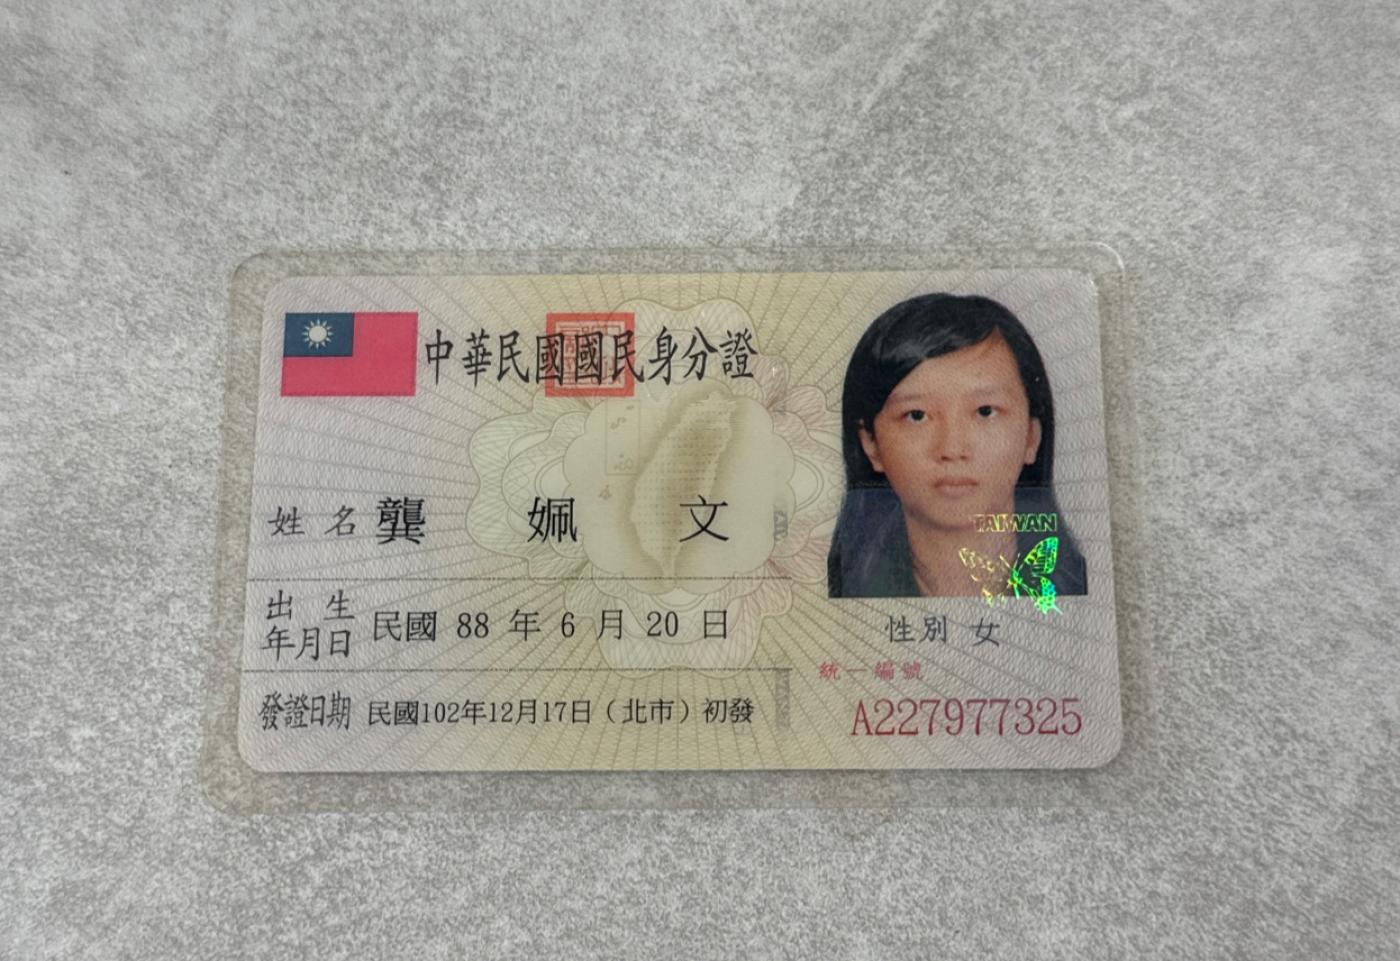 中華民國國民身分證
姓名 龔姵文
出生年月日 民國 88 年 6 月 20 日
發證日期 民國102年12月17日（北市）初發
TAIWAN
性別 女
統一編號
A227977325